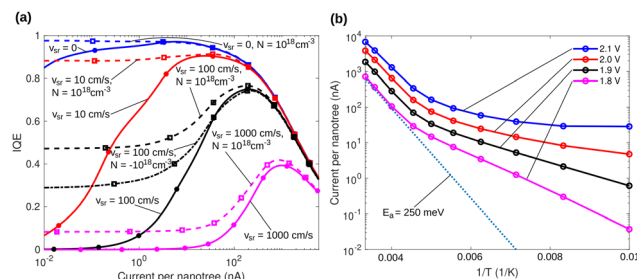 (a)
(b)
v_sr = 0
v_sr = 0, N = 10^18 cm^-3
v_sr = 10 cm/s,
N = 10^18 cm^-3
v_sr = 100 cm/s,
N = 10^18 cm^-3
v_sr = 10 cm/s
v_sr = 1000 cm/s,
N = 10^18 cm^-3
v_sr = 100 cm/s,
N = -10^18 cm^-3
v_sr = 100 cm/s
v_sr = 1000 cm/s
IQE
1
0.8
0.6
0.4
0.2
0
10^-2
10^0
10^2
Current per nanotree (nA)
2.1 V
2.0 V
1.9 V
1.8 V
E_a = 250 meV
Current per nanotree (nA)
10^4
10^3
10^2
10^1
10^0
10^-1
10^-2
0.004
0.006
0.008
0.01
1/T (1/K)